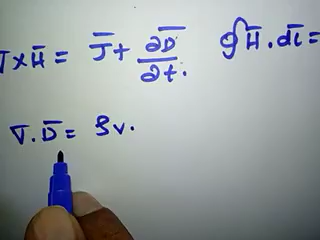 ∇×H̅ = J̅ + ∂D̅/∂t. ∮H̅.dl̅ =
∇.D̅ = ρv.